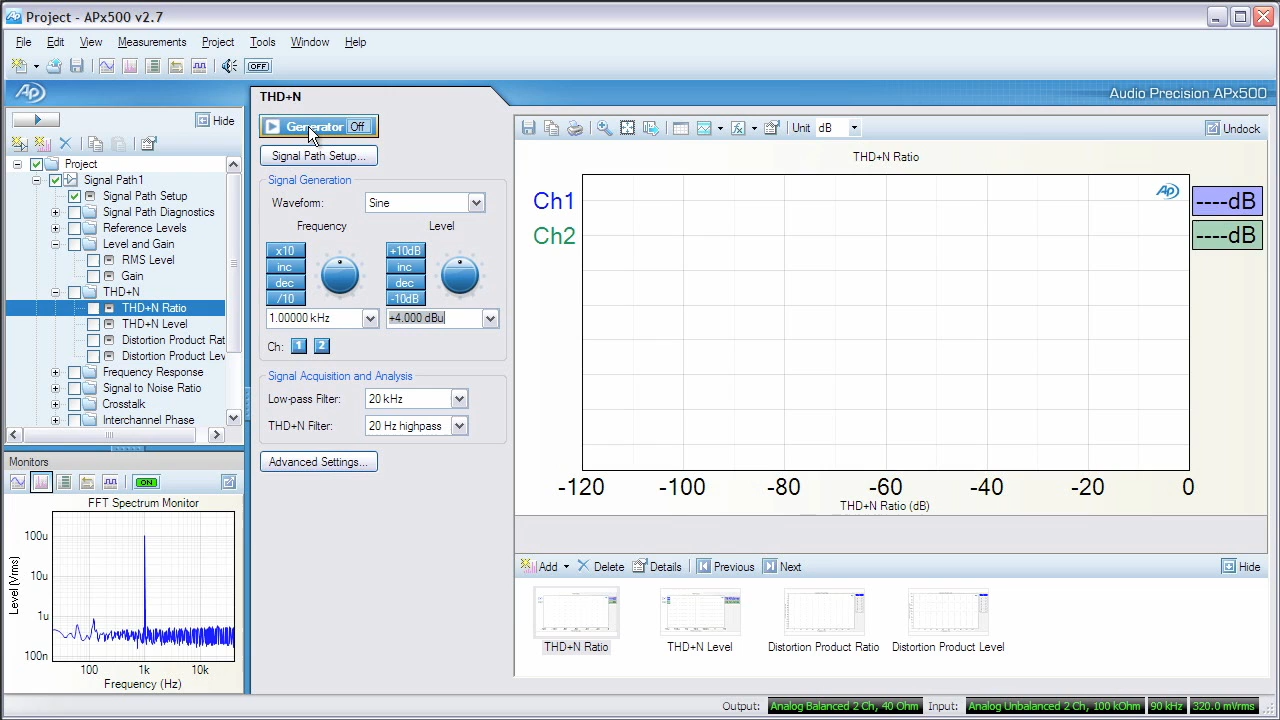 Project - APx500 v2.7
File Edit View Measurements Project Tools Window Help
OFF
AP
THD+N
Audio Precision APx500
Hide
Generator Off
Signal Path Setup...
Unit dB
Undock
Project
Signal Path1
Signal Path Setup
Signal Path Diagnostics
Reference Levels
Level and Gain
RMS Level
Gain
THD+N
THD+N Ratio
THD+N Level
Distortion Product Rat
Distortion Product Lev
Frequency Response
Signal to Noise Ratio
Crosstalk
Interchannel Phase
Signal Generation
Waveform: Sine
Frequency Level
x10 +10dB
inc inc
dec dec
/10 -10dB
1.00000 kHz +4.000 dBu
Ch: 1 2
Signal Acquisition and Analysis
Low-pass Filter: 20 kHz
THD+N Filter: 20 Hz highpass
Advanced Settings...
THD+N Ratio
AP
Ch1 ----dB
Ch2 ----dB
-120 -100 -80 -60 -40 -20 0
THD+N Ratio (dB)
Monitors
ON
FFT Spectrum Monitor
Level (Vrms)
100u
10u
1u
100n
100 1k 10k
Frequency (Hz)
Add Delete Details Previous Next Hide
THD+N Ratio THD+N Level Distortion Product Ratio Distortion Product Level
Output: Analog Balanced 2 Ch, 40 Ohm Input: Analog Unbalanced 2 Ch, 100 kOhm 90 kHz 320.0 mVrms